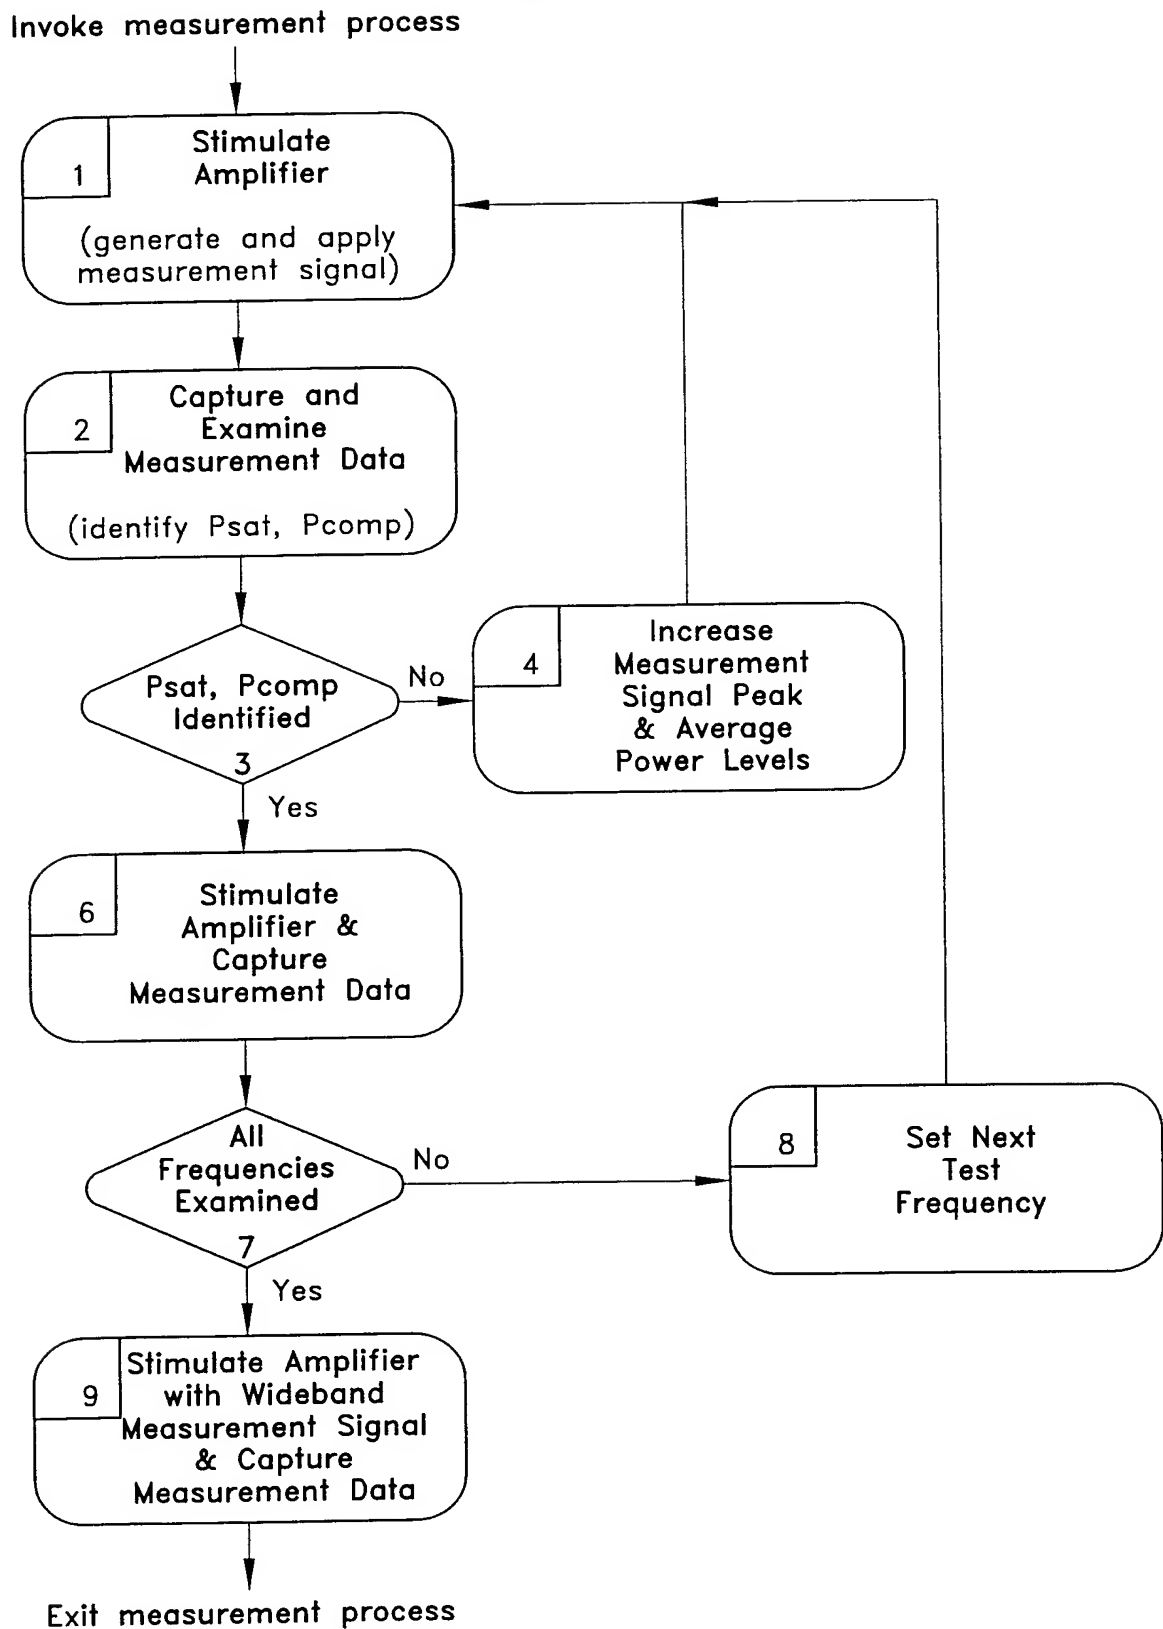 Invoke measurement process
1
Stimulate
Amplifier
(generate and apply
measurement signal)
2
Capture and
Examine
Measurement Data
(identify Psat, Pcomp)
Psat, Pcomp
Identified
3
No
4
Increase
Measurement
Signal Peak
& Average
Power Levels
Yes
6
Stimulate
Amplifier &
Capture
Measurement Data
All
Frequencies
Examined
7
No
8
Set Next
Test
Frequency
Yes
9
Stimulate Amplifier
with Wideband
Measurement Signal
& Capture
Measurement Data
Exit measurement process